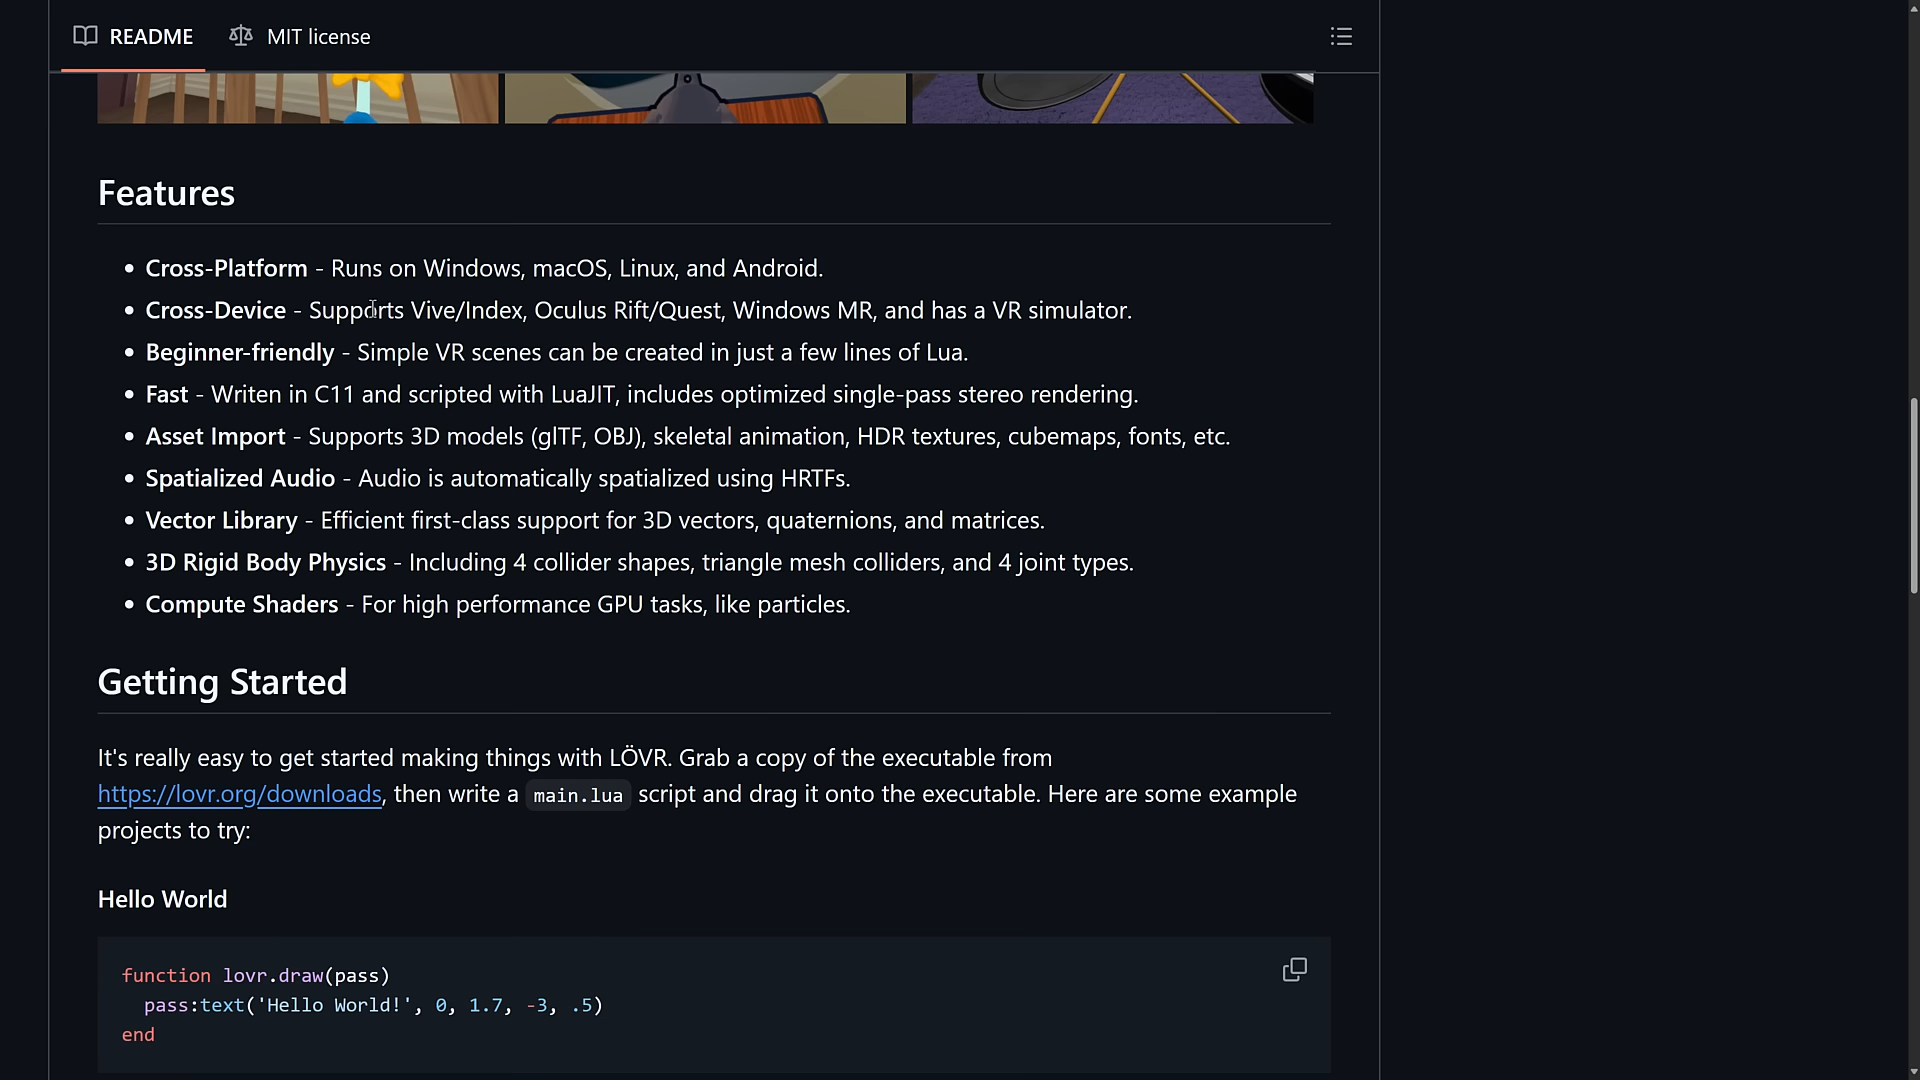 README
MIT license
Features
Cross-Platform - Runs on Windows, macOS, Linux, and Android.
Cross-Device - Supports Vive/Index, Oculus Rift/Quest, Windows MR, and has a VR simulator.
Beginner-friendly - Simple VR scenes can be created in just a few lines of Lua.
Fast - Writen in C11 and scripted with LuaJIT, includes optimized single-pass stereo rendering.
Asset Import - Supports 3D models (glTF, OBJ), skeletal animation, HDR textures, cubemaps, fonts, etc.
Spatialized Audio - Audio is automatically spatialized using HRTFs.
Vector Library - Efficient first-class support for 3D vectors, quaternions, and matrices.
3D Rigid Body Physics - Including 4 collider shapes, triangle mesh colliders, and 4 joint types.
Compute Shaders - For high performance GPU tasks, like particles.
Getting Started
It's really easy to get started making things with LÖVR. Grab a copy of the executable from
https://lovr.org/downloads, then write a main.lua script and drag it onto the executable. Here are some example
projects to try:
Hello World
function lovr.draw(pass)
  pass:text('Hello World!', 0, 1.7, -3, .5)
end